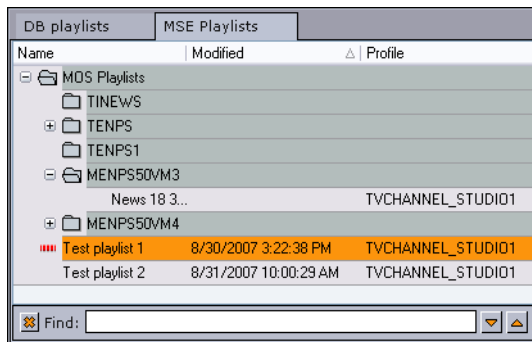 DB playlists MSE Playlists
Name Modified Profile
MOS Playlists
TINEWS
TENPS
TENPS1
MENPS50VM3
News 18 3... TVCHANNEL_STUDIO1
MENPS50VM4
Test playlist 1 8/30/2007 3:22:38 PM TVCHANNEL_STUDIO1
Test playlist 2 8/31/2007 10:00:29 AM TVCHANNEL_STUDIO1
Find: